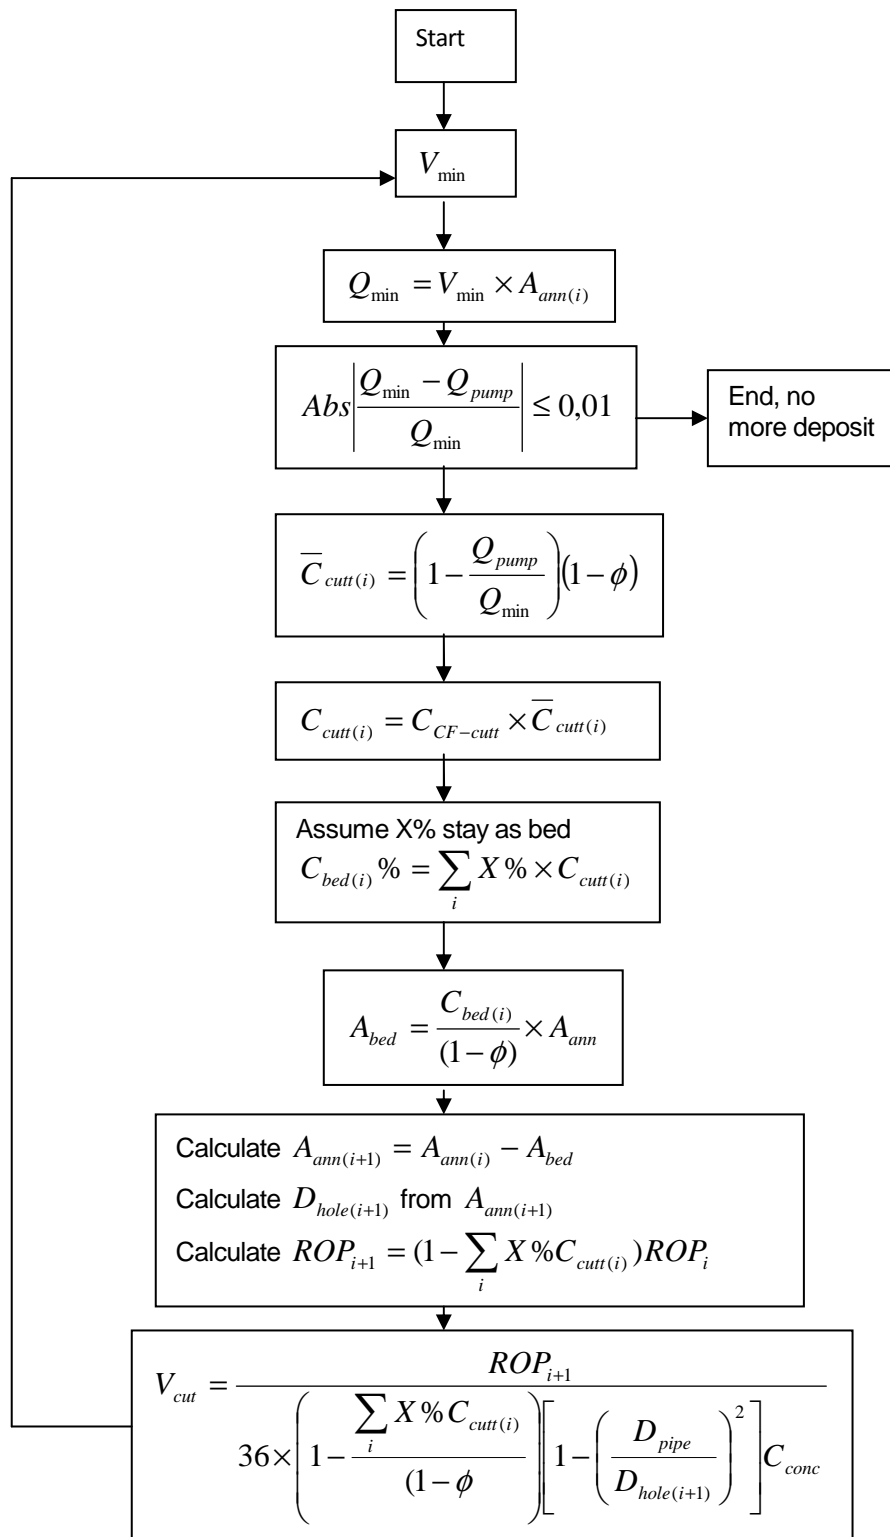 Start
V_min
Q_min = V_min × A_ann(i)
Abs|(Q_min − Q_pump)/Q_min| ≤ 0,01
End, no
more deposit
C̅_cutt(i) = (1 − Q_pump/Q_min)(1 − ϕ)
C_cutt(i) = C_CF−cutt × C̅_cutt(i)
Assume X% stay as bed
C_bed(i)% = ∑_i X% × C_cutt(i)
A_bed = C_bed(i)/(1 − ϕ) × A_ann
Calculate A_ann(i+1) = A_ann(i) − A_bed
Calculate D_hole(i+1) from A_ann(i+1)
Calculate ROP_i+1 = (1 − ∑_i X%C_cutt(i))ROP_i
V_cut = ROP_i+1/(36 × (1 − ∑_i X%C_cutt(i)/(1 − ϕ)[1 − (D_pipe/D_hole(i+1))^2]C_conc)